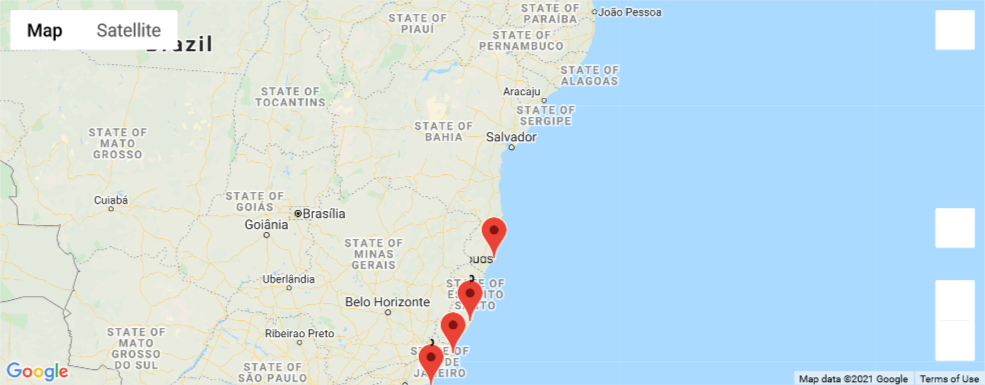 Map
Satellite
Brazil
STATE OF
PIAUÍ
STATE OF
PARAÍBA
João Pessoa
STATE OF
PERNAMBUCO
STATE OF
ALAGOAS
Aracaju
STATE OF
SERGIPE
STATE OF
TOCANTINS
STATE OF
BAHIA
Salvador
STATE OF
MATO
GROSSO
Cuiabá
STATE OF
GOIÁS
Brasília
Goiânia
STATE OF
MINAS
GERAIS
Uberlândia
Belo Horizonte
STATE OF
ESPÍRITO
SANTO
Ribeirao Preto
STATE OF
MATO
GROSSO
DO SUL
STATE OF
SÃO PAULO
STATE OF
DE
JANEIRO
Google
Map data ©2021 Google
Terms of Use